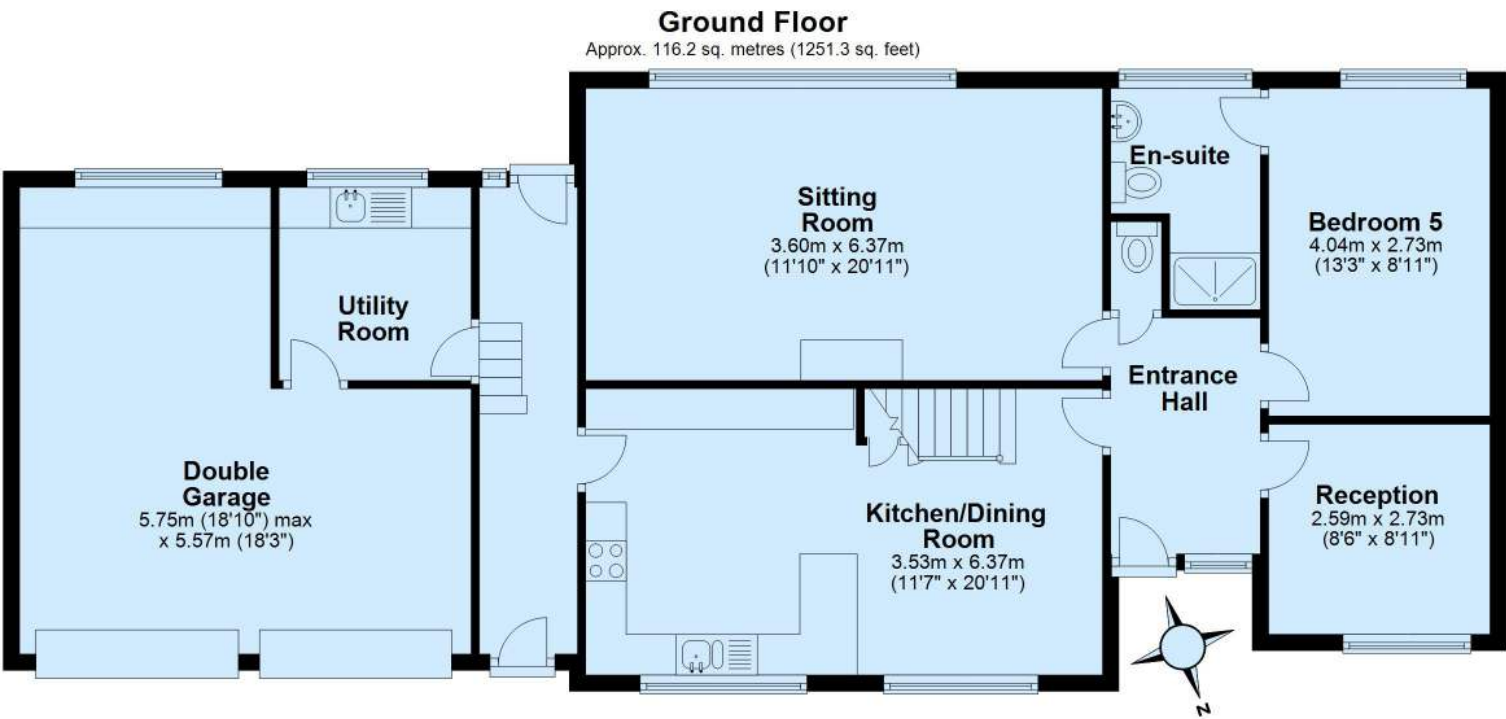 Ground Floor
Approx. 116.2 sq. metres (1251.3 sq. feet)
Sitting
Room
3.60m x 6.37m
(11'10" x 20'11")
En-suite
Bedroom 5
4.04m x 2.73m
(13'3" x 8'11")
Utility
Room
Entrance
Hall
Double
Garage
5.75m (18'10") max
x 5.57m (18'3")
Kitchen/Dining
Room
3.53m x 6.37m
(11'7" x 20'11")
Reception
2.59m x 2.73m
(8'6" x 8'11")
N